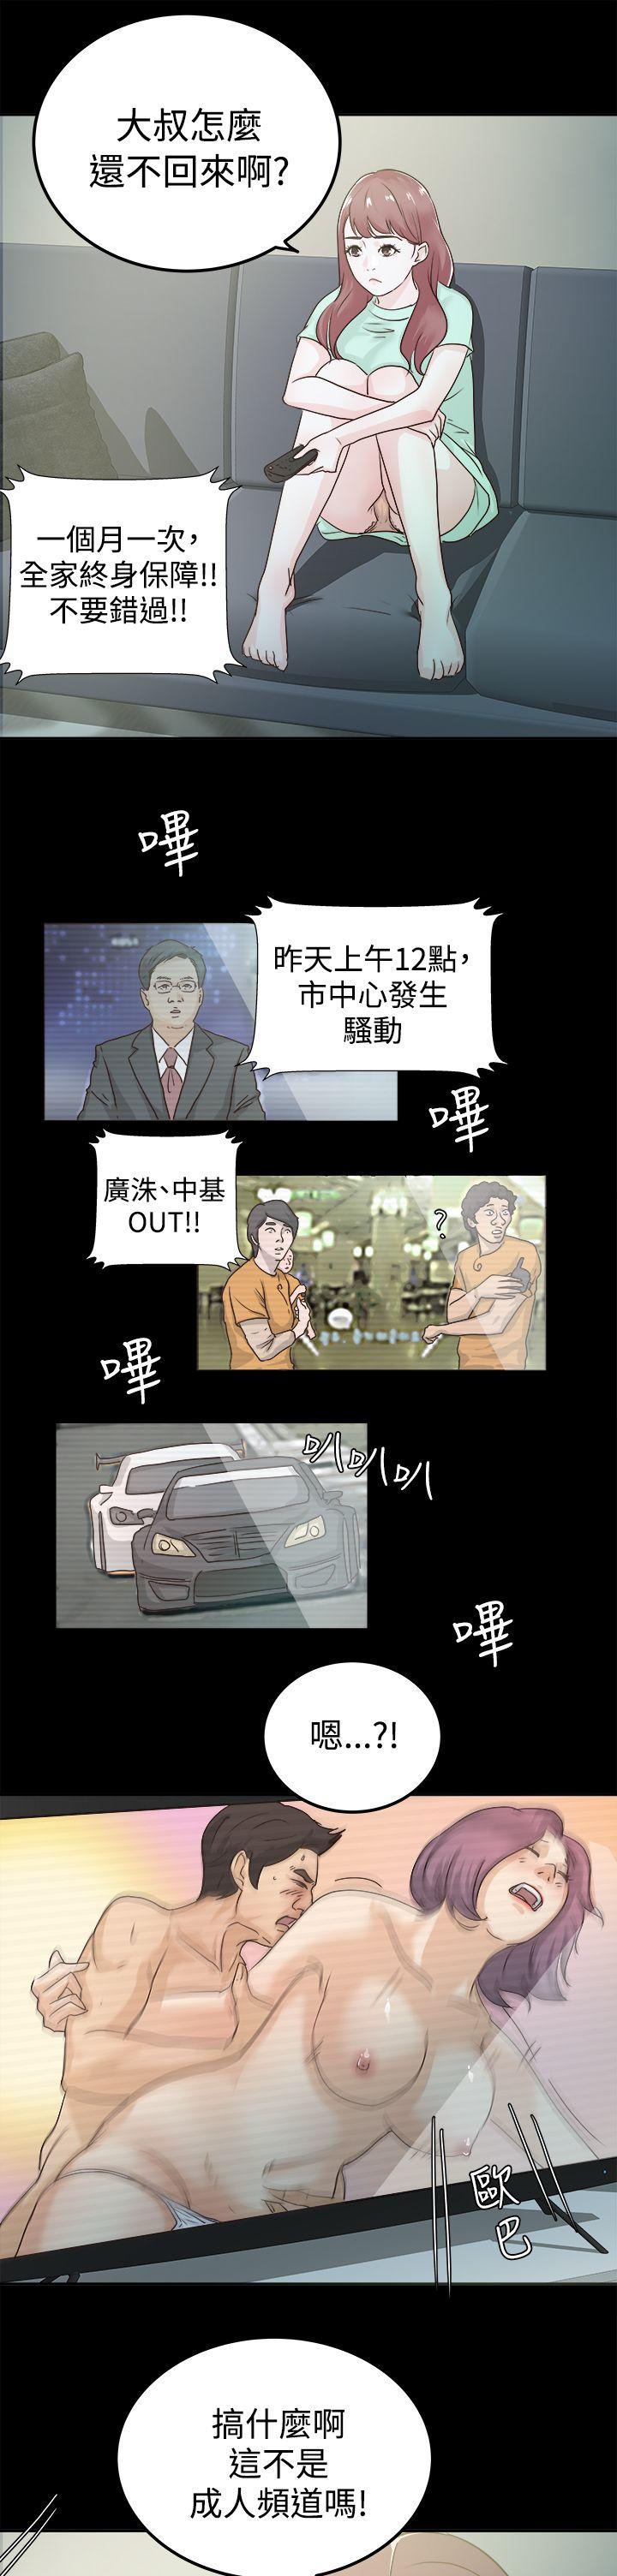 大叔怎麼
還不回來啊?
一個月一次,
全家終身保障!!
不要錯過!!
嗶
昨天上午12點,
市中心發生
騷動
嗶
廣洙、中基
OUT!!
?
嗶
叭叭叭
嗶
嗯...?!
歐
巴
搞什麼啊
這不是
成人頻道嗎!